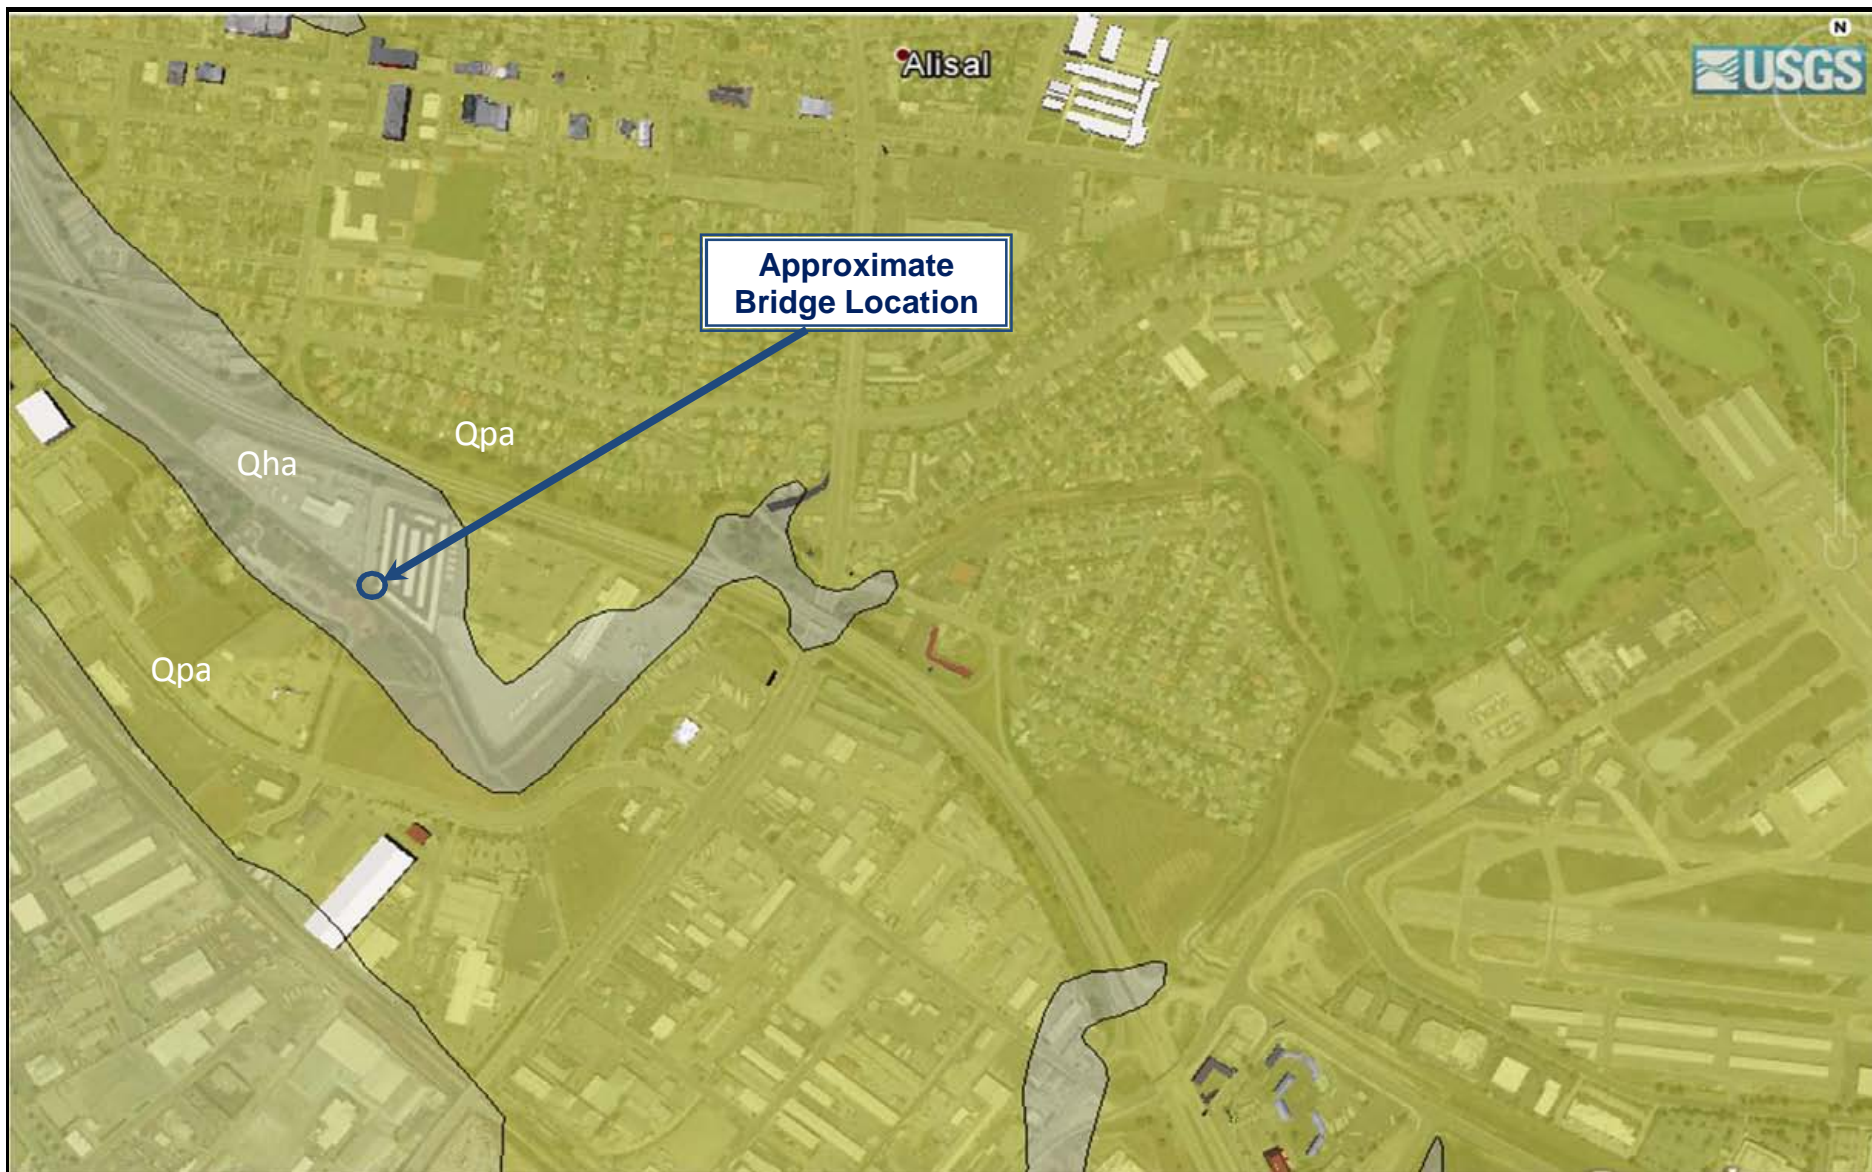 N
Alisal
USGS
Approximate
Bridge Location
Qpa
Qha
Qpa